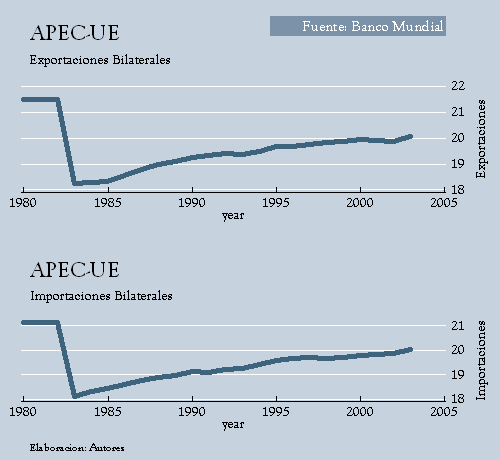 APEC-UE
Fuente: Banco Mundial
Exportaciones Bilaterales
22
21
20
19
18
Exportaciones
1980 1985 1990 1995 2000 2005
year
APEC-UE
Importaciones Bilaterales
21
20
19
18
Importaciones
1980 1985 1990 1995 2000 2005
year
Elaboracion: Autores